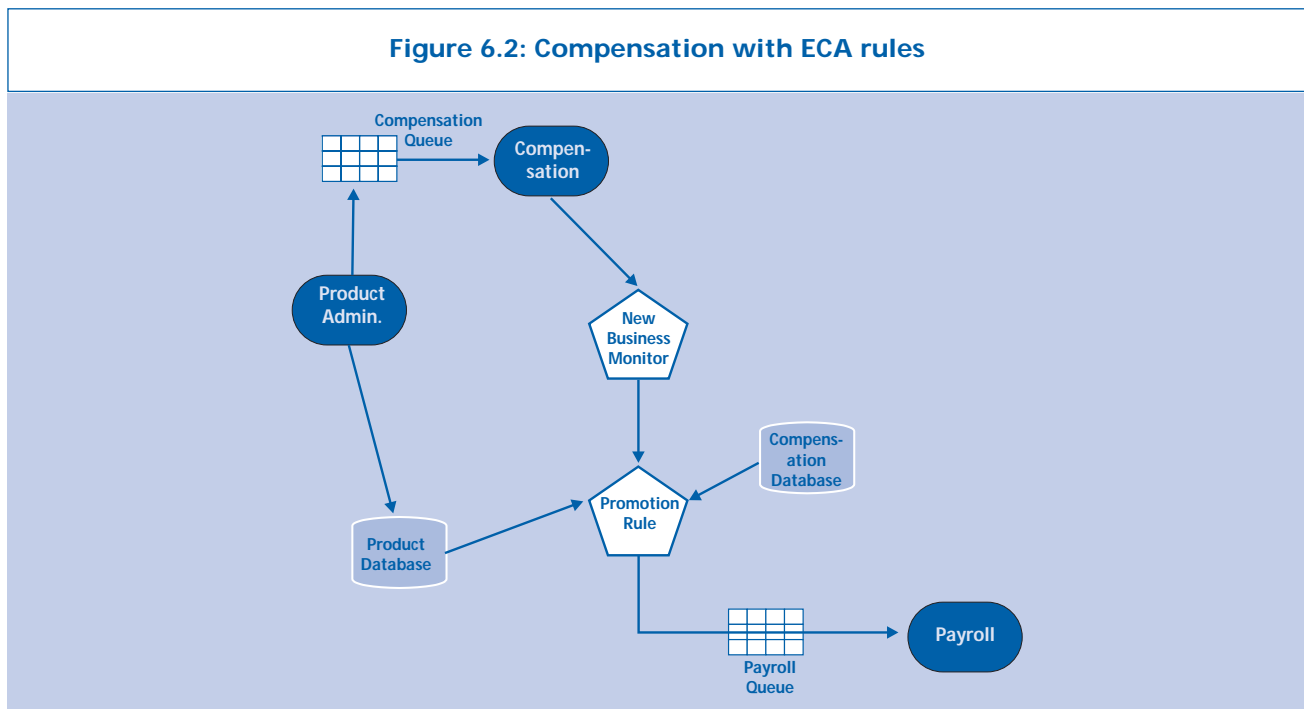 Figure 6.2: Compensation with ECA rules
Compensation
Queue
Compen-
sation
Product
Admin.
New
Business
Monitor
Compens-
ation
Database
Promotion
Rule
Product
Database
Payroll
Payroll
Queue